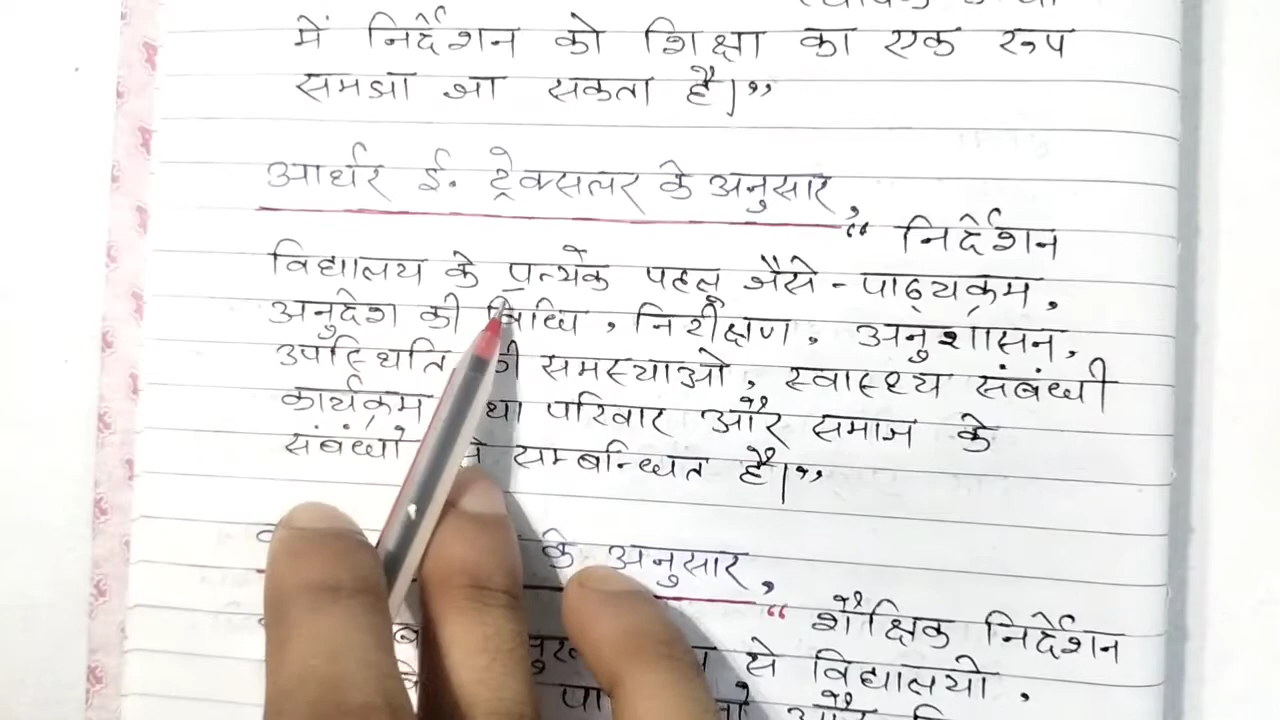 में निर्देशन को शिक्षा का एक रूप
समझा जा सकता है।”
आर्थर ई. ट्रेक्सलर के अनुसार,
“ निर्देशन
विद्यालय के प्रत्येक पहलू जैसे - पाठ्यक्रम,
अनुदेश की विधि, निरीक्षण, अनुशासन,
उपस्थिति की समस्याओ, स्वास्थ्य संबंधी
कार्यक्रम तथा परिवार और समाज के
संबंधो से सम्बन्धित है।”
के अनुसार,
“ शैक्षिक निर्देशन
से विद्यालयो,
और